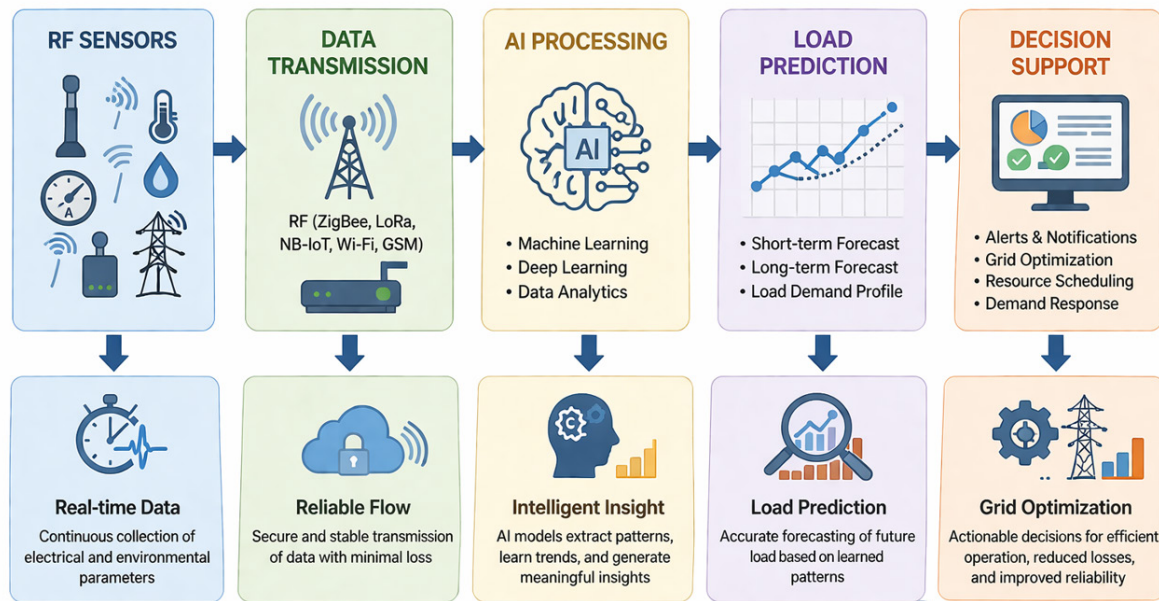 RF SENSORS
A
DATA
TRANSMISSION
RF (ZigBee, LoRa,
NB-IoT, Wi-Fi, GSM)
AI PROCESSING
AI
• Machine Learning
• Deep Learning
• Data Analytics
LOAD
PREDICTION
• Short-term Forecast
• Long-term Forecast
• Load Demand Profile
DECISION
SUPPORT
• Alerts & Notifications
• Grid Optimization
• Resource Scheduling
• Demand Response
Real-time Data
Continuous collection of
electrical and environmental
parameters
Reliable Flow
Secure and stable transmission
of data with minimal loss
C
Intelligent Insight
AI models extract patterns,
learn trends, and generate
meaningful insights
Load Prediction
Accurate forecasting of future
load based on learned
patterns
Grid Optimization
Actionable decisions for efficient
operation, reduced losses,
and improved reliability